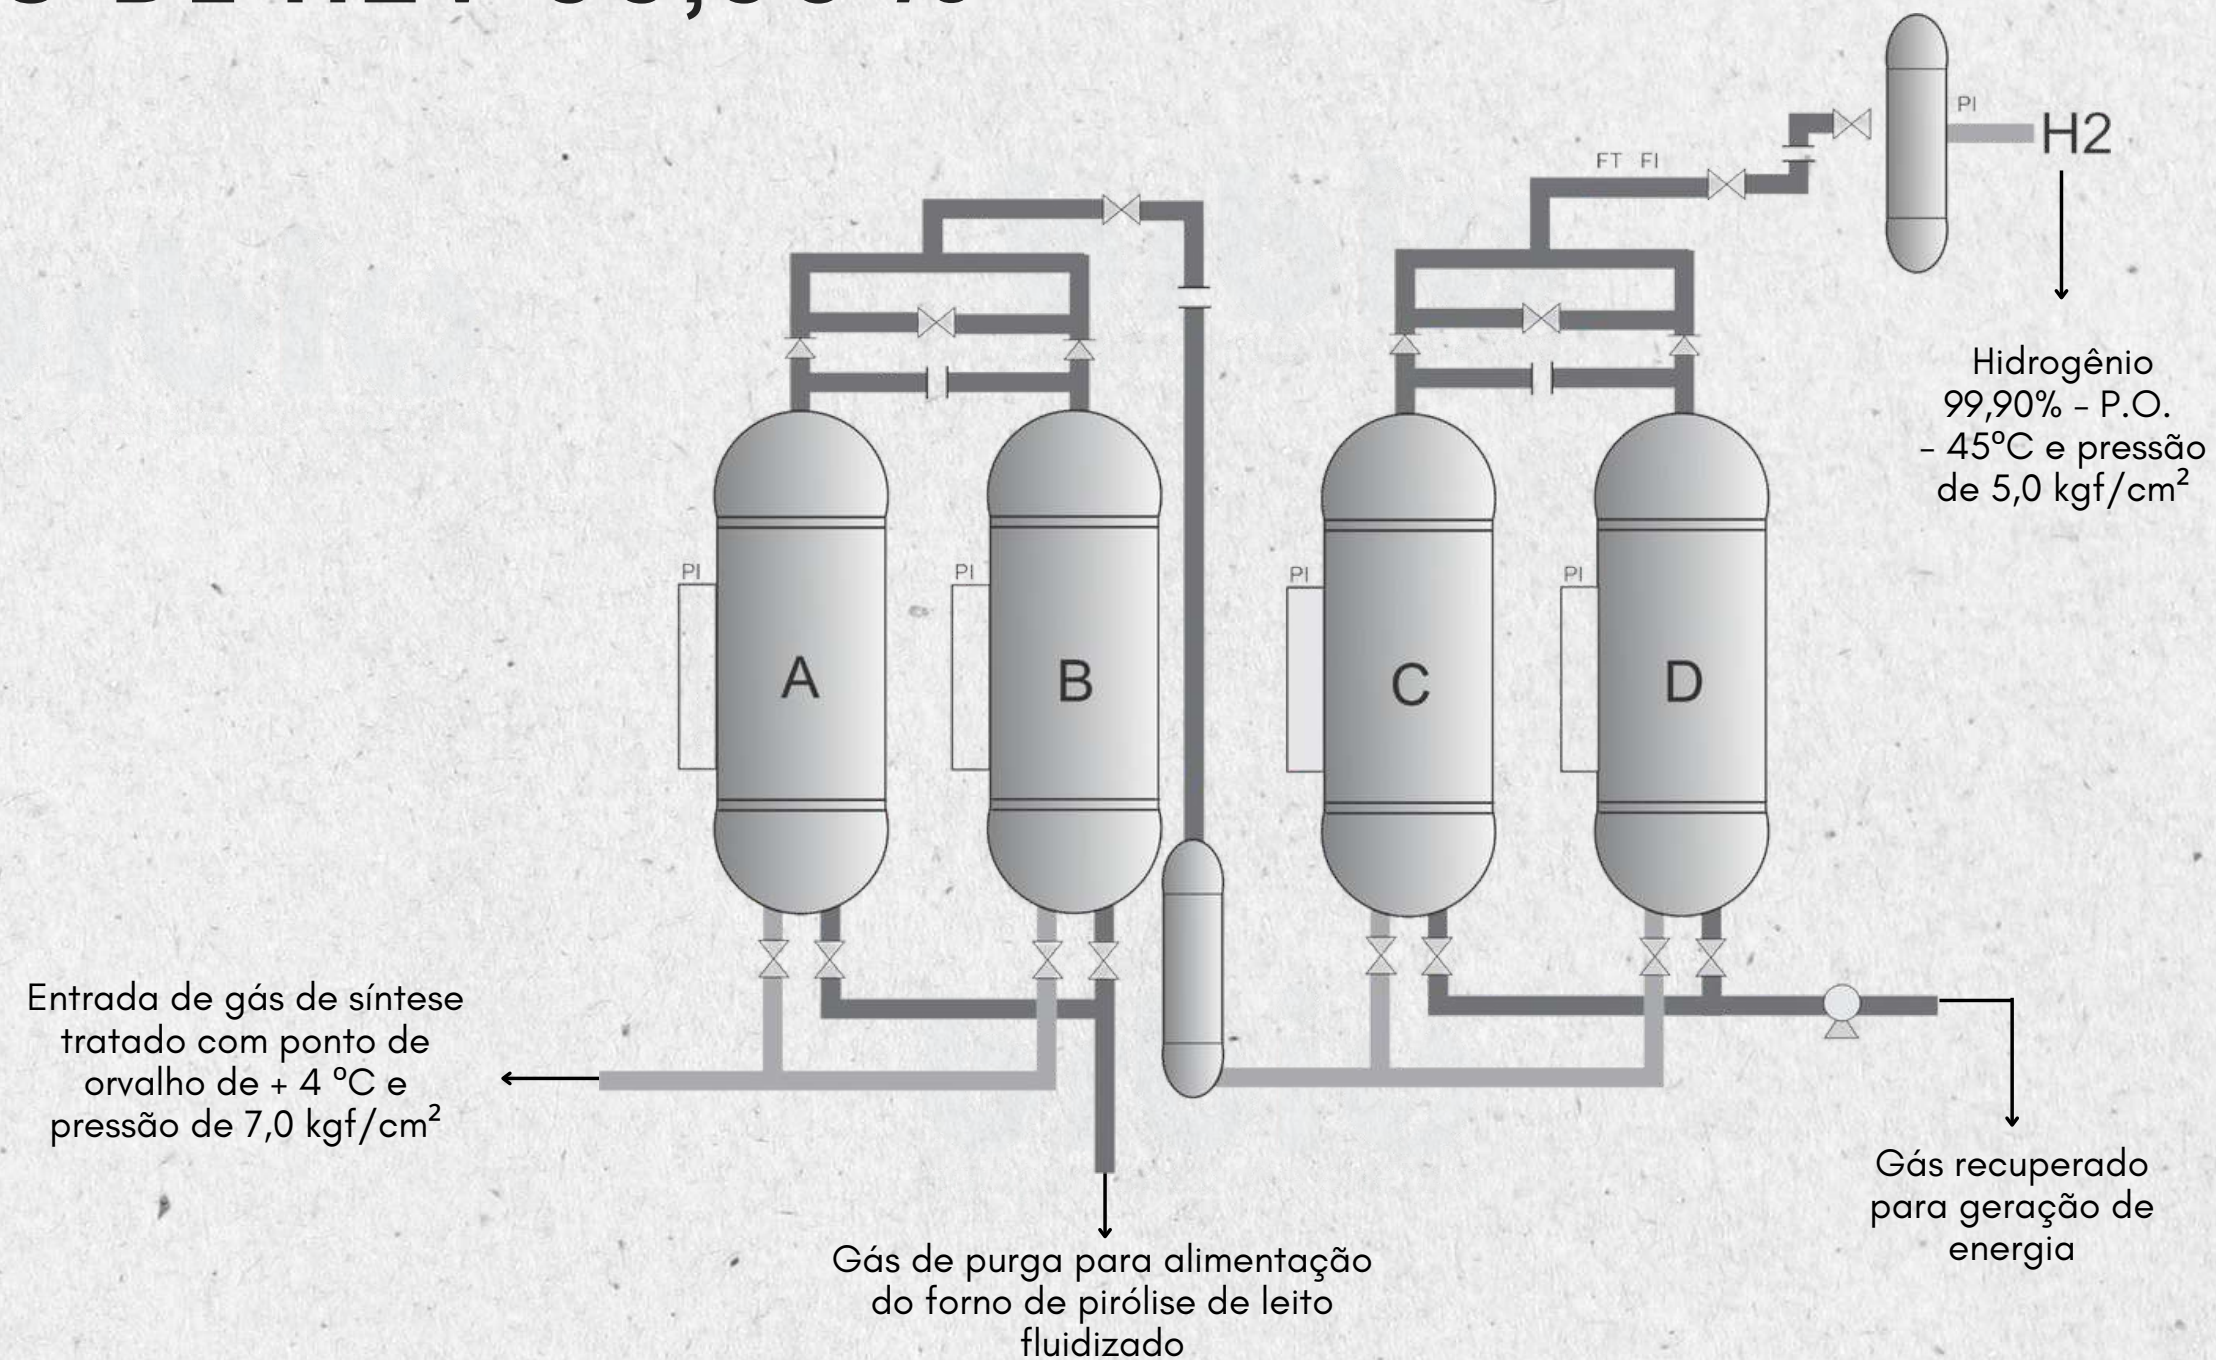 FT FI
PI
H2
Hidrogênio
99,90% - P.O.
- 45ºC e pressão
de 5,0 kgf/cm²
PI
PI
PI
PI
A
B
C
D
Entrada de gás de síntese
tratado com ponto de
orvalho de + 4 ºC e
pressão de 7,0 kgf/cm²
Gás de purga para alimentação
do forno de pirólise de leito
fluidizado
Gás recuperado
para geração de
energia